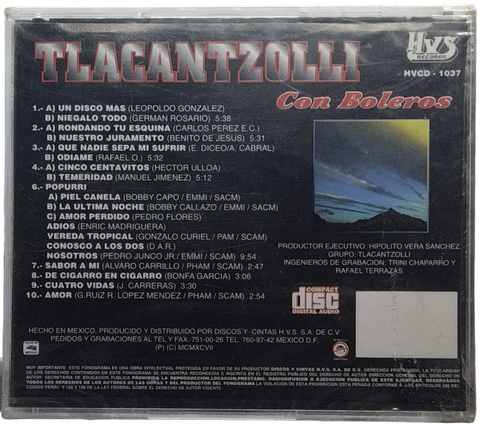 TLACANTZOLLI
HVS
RECORDS
HVCD - 1037
Con Boleros
1.- A) UN DISCO MAS (LEOPOLDO GONZALEZ)
B) NIEGALO TODO (GERMAN ROSARIO) 5:38
2.- A) RONDANDO TU ESQUINA (CARLOS PEREZ E.C.)
B) NUESTRO JURAMENTO (BENITO DE JESUS) 5:31
3.- A) QUE NADIE SEPA MI SUFRIR (E. DICEO/A. CABRAL)
B) ODIAME (RAFAEL O.) 5:32
4.- A) CINCO CENTAVITOS (HECTOR ULLOA)
B) TEMERIDAD (MANUEL JIMENEZ) 5:12
6.- POPURRI
A) PIEL CANELA (BOBBY CAPO / EMMI / SACM)
B) LA ULTIMA NOCHE (BOBBY CALLAZO / EMMI / SACM)
C) AMOR PERDIDO (PEDRO FLORES)
ADIOS (ENRIC MADRIGUERA)
VEREDA TROPICAL (GONZALO CURIEL / PAM / SCAM)
CONOSCO A LOS DOS (D.A.R.)
NOSOTROS (PEDRO JUNCO JR./ EMMI / SCAM) 9:54
7.- SABOR A MI (ALVARO CARRILLO / PHAM / SCAM) 2:47
8.- DE CIGARRO EN CIGARRO (BONFA GARCIA) 3:06
9.- CUATRO VIDAS (J. CARRERAS) 3:30
10.- AMOR (G.RUIZ R. LOPEZ MENDEZ / PHAM / SCAM) 2:54
PRODUCTOR EJECUTIVO: HIPOLITO VERA SANCHEZ
GRUPO: TLACANTZOLLI
INGENIEROS DE GRABACION: TRINI CHAPARRO Y
RAFAEL TERRAZAS
COMPACT
disc
DIGITAL AUDIO
HECHO EN MEXICO, PRODUCIDO Y DISTRIBUIDO POR DISCOS Y CINTAS H.V.S. S.A. DE C.V.
PEDIDOS Y GRABACIONES AL TEL Y FAX. 751-00-26 TEL. 760-97-42 MEXICO D.F.
(P) (C) MCMXCVII